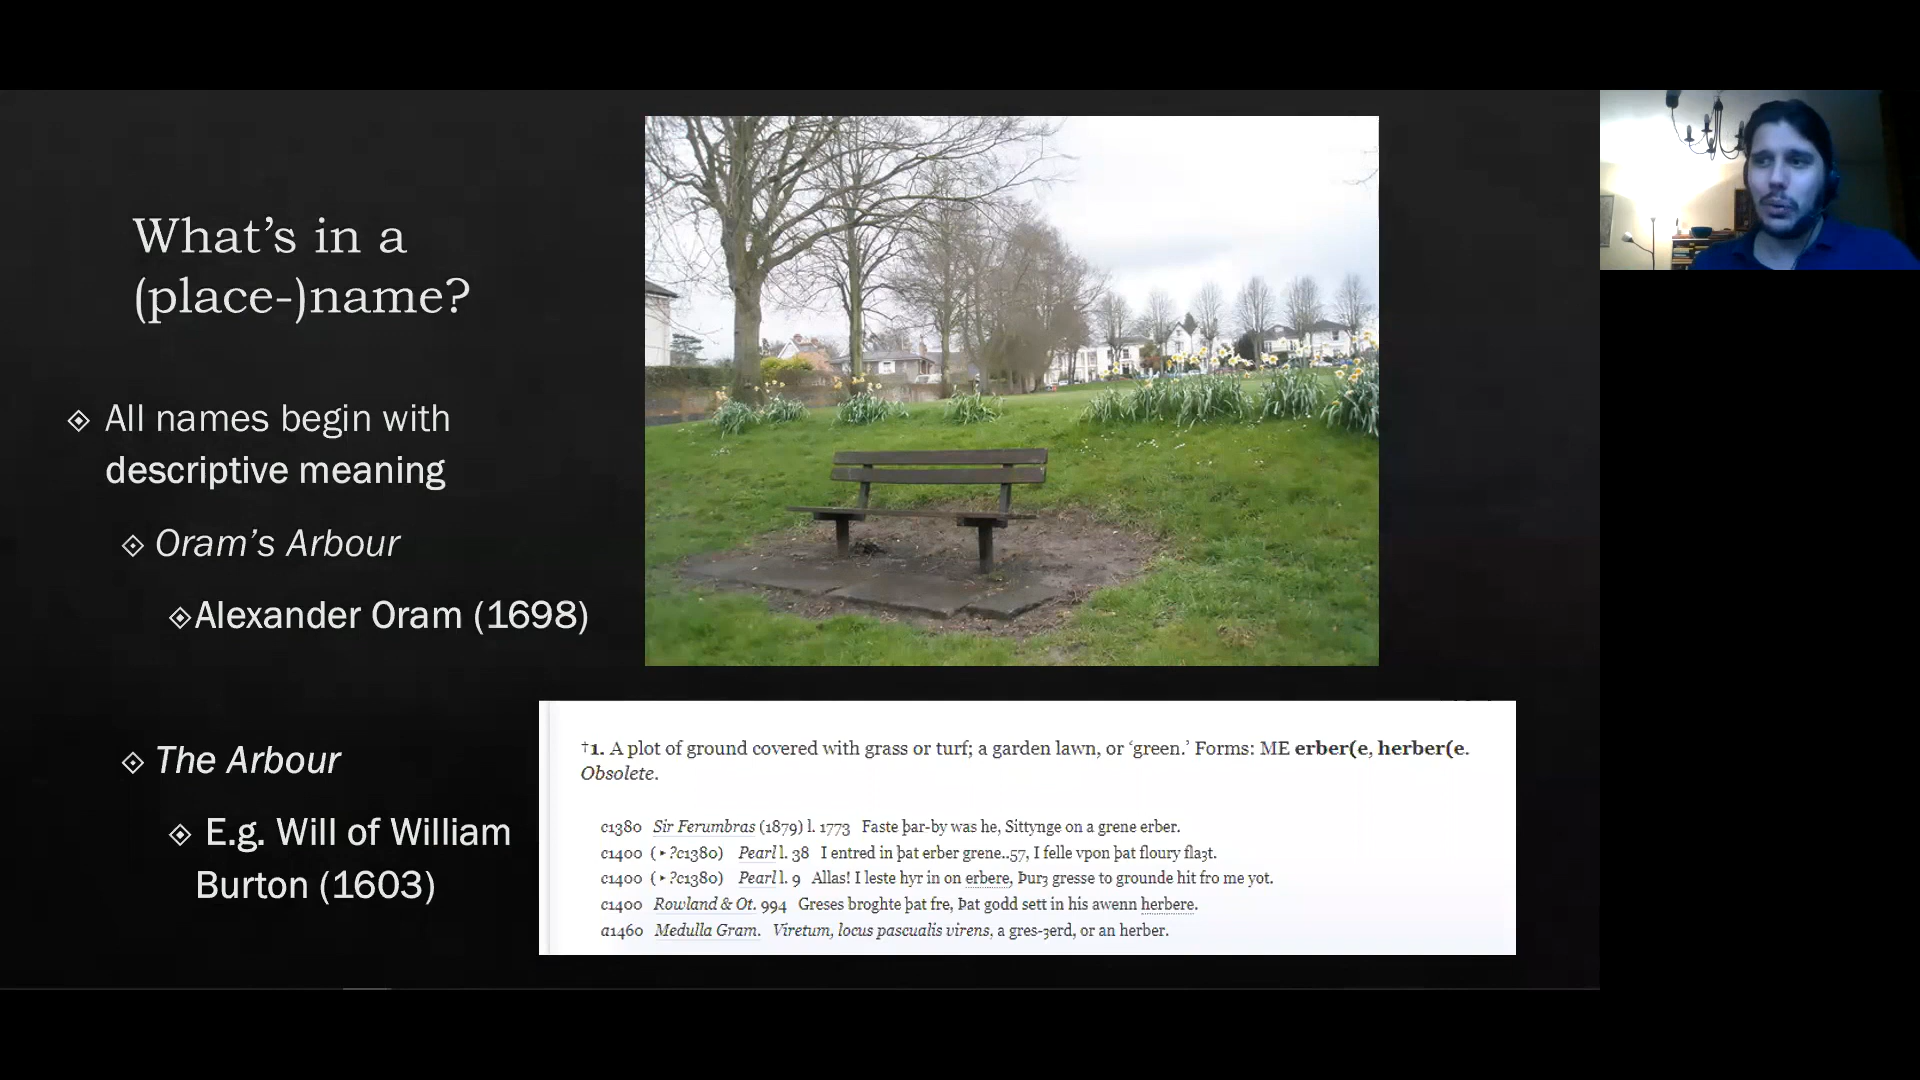 What’s in a
(place-)name?
All names begin with
descriptive meaning
Oram’s Arbour
Alexander Oram (1698)
The Arbour
E.g. Will of William
Burton (1603)
†1. A plot of ground covered with grass or turf; a garden lawn, or ‘green.’ Forms: ME erber(e, herber(e.
Obsolete.
c1380 Sir Ferumbras (1879) l. 1773 Faste þar-by was he, Sittynge on a grene erber.
c1400 (▸?c1380) Pearl l. 38 I entred in þat erber grene..57, I felle vpon þat floury flaȝt.
c1400 (▸?c1380) Pearl l. 9 Allas! I leste hyr in on erbere, Þurȝ gresse to grounde hit fro me yot.
c1400 Rowland & Ot. 994 Greses broghte þat fre, Þat godd sett in his awenn herbere.
a1460 Medulla Gram. Viretum, locus pascualis virens, a gres-ȝerd, or an herber.